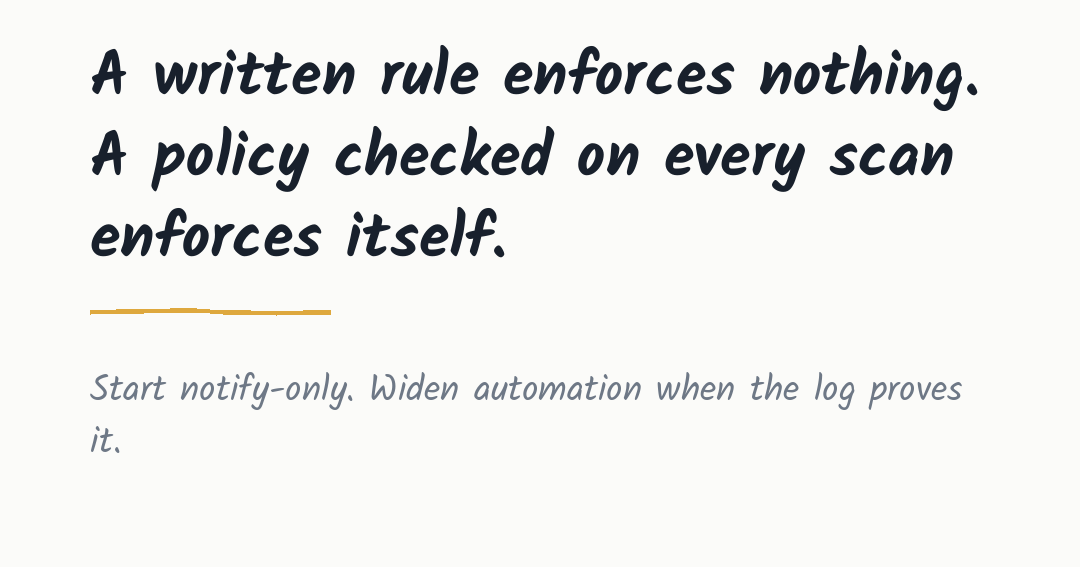 A written rule enforces nothing.
A policy checked on every scan
enforces itself.
Start notify-only. Widen automation when the log proves
it.